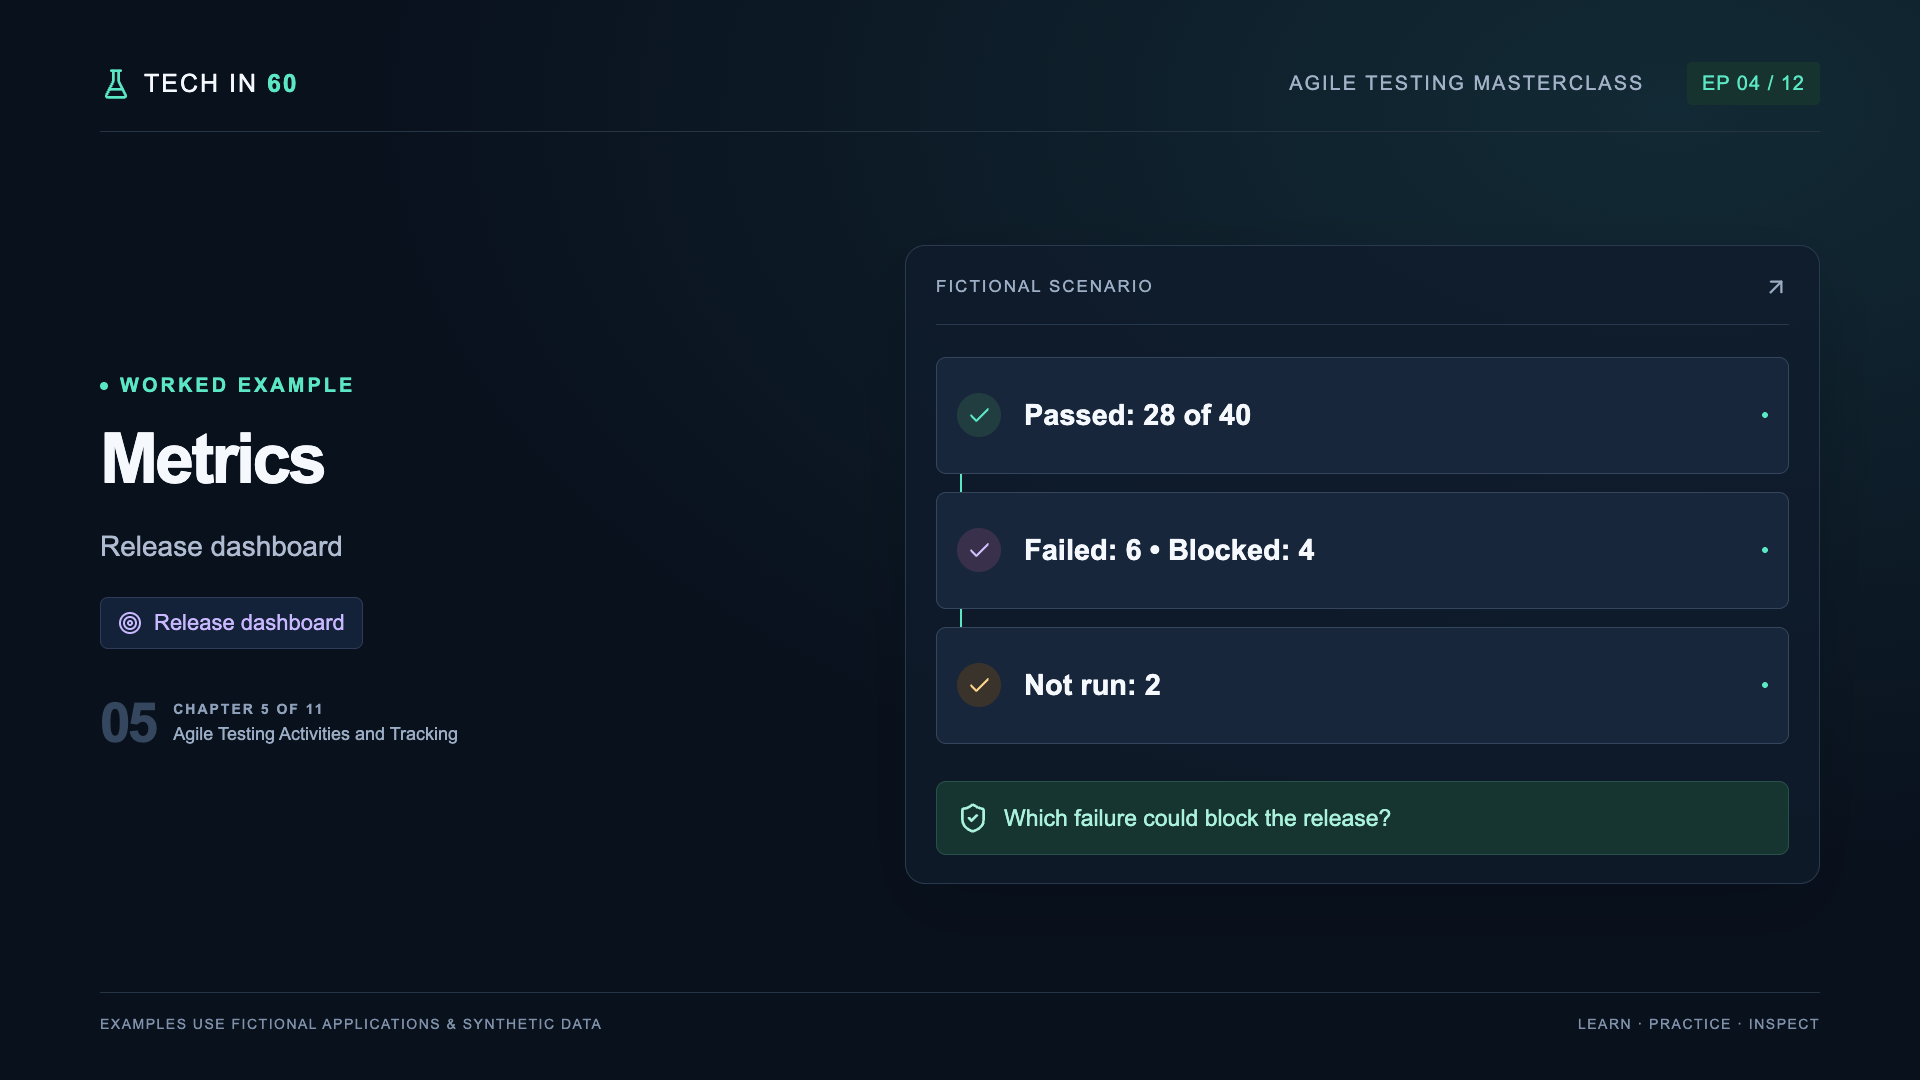 TECH IN 60
AGILE TESTING MASTERCLASS
EP 04 / 12
• WORKED EXAMPLE
Metrics
Release dashboard
Release dashboard
05
CHAPTER 5 OF 11
Agile Testing Activities and Tracking
FICTIONAL SCENARIO
Passed: 28 of 40
Failed: 6 • Blocked: 4
Not run: 2
Which failure could block the release?
EXAMPLES USE FICTIONAL APPLICATIONS & SYNTHETIC DATA
LEARN · PRACTICE · INSPECT